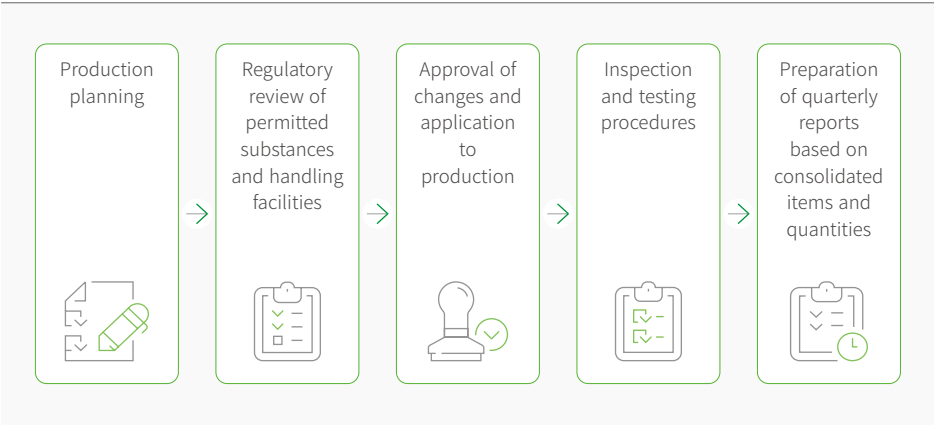 Production
planning
Regulatory
review of
permitted
substances
and handling
facilities
Approval of
changes and
application
to
production
Inspection
and testing
procedures
Preparation
of quarterly
reports
based on
consolidated
items and
quantities